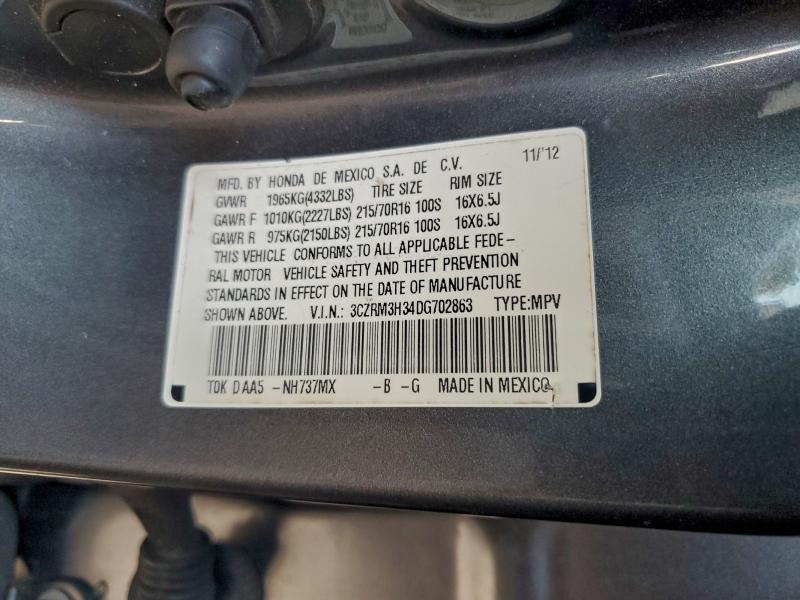 MFD. BY HONDA DE MEXICO S.A. DE C.V. 11/'12
GVWR 1965KG(4332LBS) TIRE SIZE RIM SIZE
GAWR F 1010KG(2227LBS) 215/70R16 100S 16X6.5J
GAWR R 975KG(2150LBS) 215/70R16 100S 16X6.5J
THIS VEHICLE CONFORMS TO ALL APPLICABLE FEDE-
RAL MOTOR VEHICLE SAFETY AND THEFT PREVENTION
STANDARDS IN EFFECT ON THE DATE OF MANUFACTURE
SHOWN ABOVE. V.I.N.: 3CZRM3H34DG702863 TYPE:MPV
TDK D AA5 -NH737MX -B -G MADE IN MEXICO